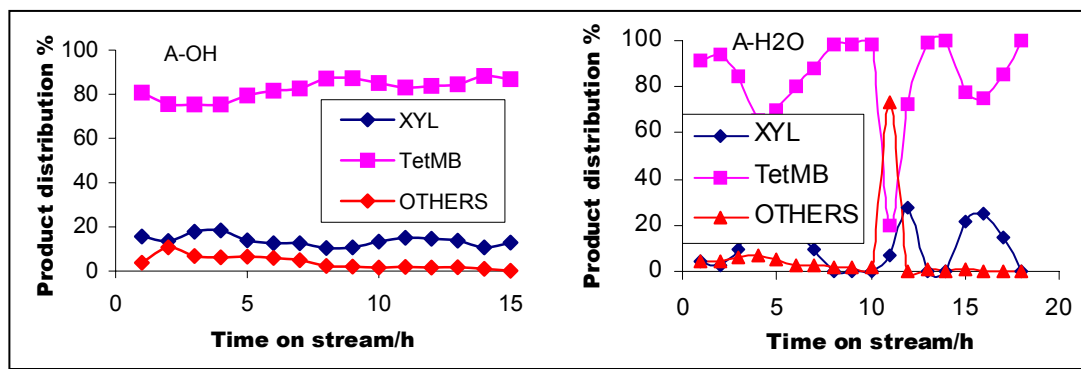 A-OH
Product distribution %
100
80
60
40
20
0
XYL
TetMB
OTHERS
0 5 10 15
Time on stream/h
A-H2O
Product distribution %
100
80
60
40
20
0
XYL
TetMB
OTHERS
0 5 10 15 20
Time on stream/h